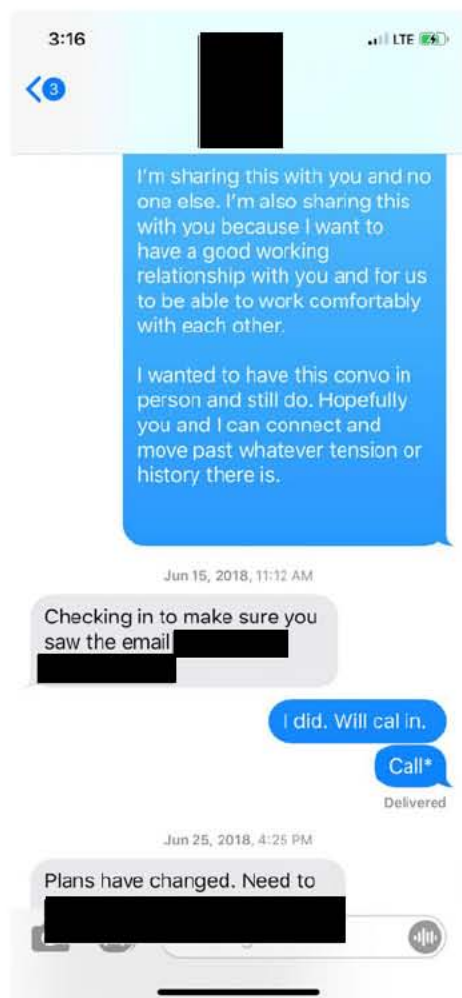 3:16
LTE
3
I'm sharing this with you and no
one else. I'm also sharing this
with you because I want to
have a good working
relationship with you and for us
to be able to work comfortably
with each other.
I wanted to have this convo in
person and still do. Hopefully
you and I can connect and
move past whatever tension or
history there is.
Jun 15, 2018, 11:12 AM
Checking in to make sure you
saw the email
I did. Will cal in.
Call*
Delivered
Jun 25, 2018, 4:25 PM
Plans have changed. Need to